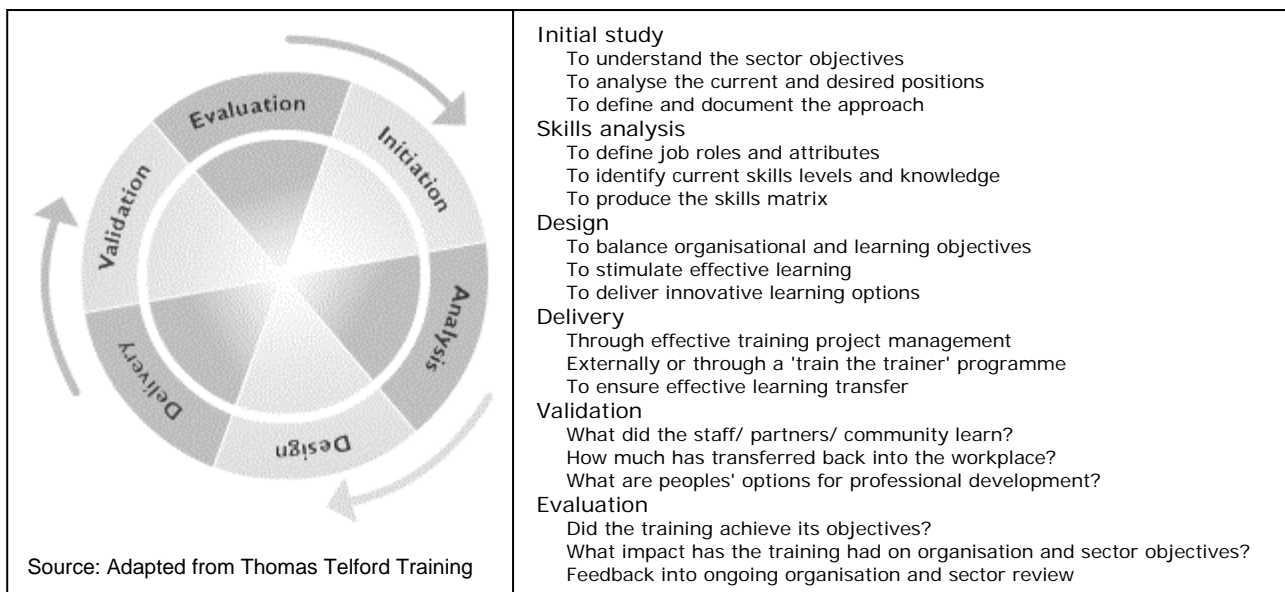 Evaluation
Initiation
Analysis
Design
Delivery
Validation
Source: Adapted from Thomas Telford Training
Initial study
To understand the sector objectives
To analyse the current and desired positions
To define and document the approach
Skills analysis
To define job roles and attributes
To identify current skills levels and knowledge
To produce the skills matrix
Design
To balance organisational and learning objectives
To stimulate effective learning
To deliver innovative learning options
Delivery
Through effective training project management
Externally or through a 'train the trainer' programme
To ensure effective learning transfer
Validation
What did the staff/ partners/ community learn?
How much has transferred back into the workplace?
What are peoples' options for professional development?
Evaluation
Did the training achieve its objectives?
What impact has the training had on organisation and sector objectives?
Feedback into ongoing organisation and sector review